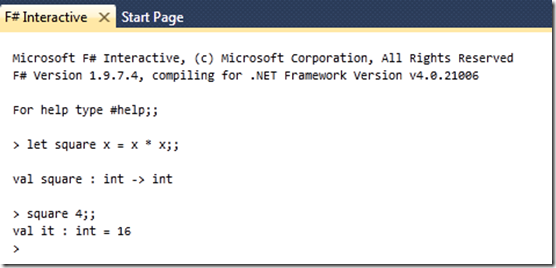 F# Interactive
Start Page
Microsoft F# Interactive, (c) Microsoft Corporation, All Rights Reserved
F# Version 1.9.7.4, compiling for .NET Framework Version v4.0.21006
For help type #help;;
> let square x = x * x;;
val square : int -> int
> square 4;;
val it : int = 16
>